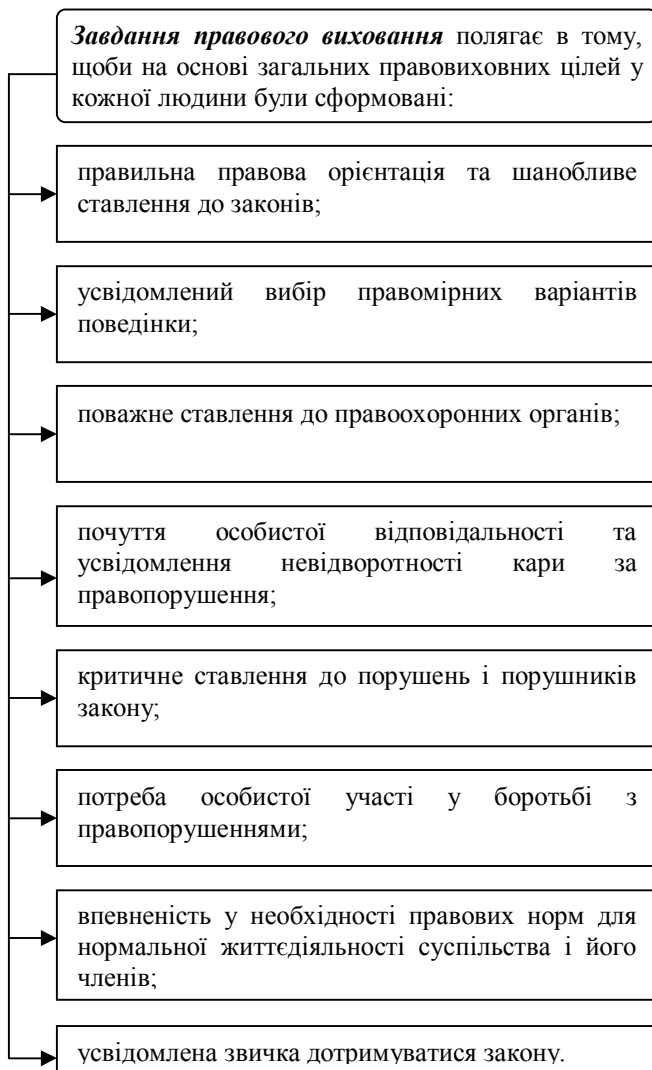 Завдання правового виховання полягає в тому,
щоби на основі загальних правовиховних цілей у
кожної людини були сформовані:
правильна правова орієнтація та шанобливе
ставлення до законів;
усвідомлений вибір правомірних варіантів
поведінки;
поважне ставлення до правоохоронних органів;
почуття особистої відповідальності та
усвідомлення невідворотності кари за
правопорушення;
критичне ставлення до порушень і порушників
закону;
потреба особистої участі у боротьбі з
правопорушеннями;
впевненість у необхідності правових норм для
нормальної життєдіяльності суспільства і його
членів;
усвідомлена звичка дотримуватися закону.